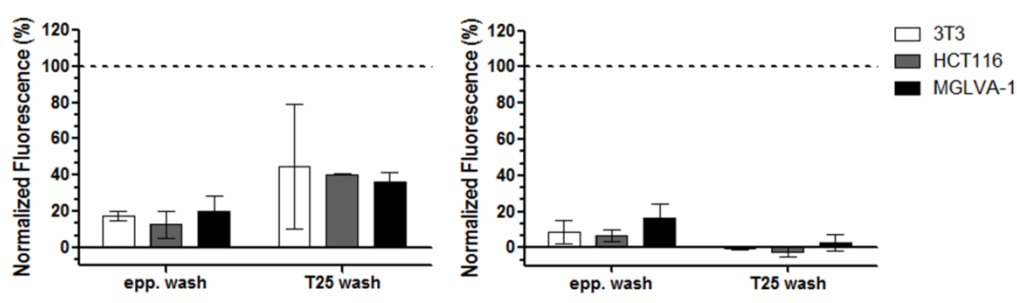 Normalized Fluorescence (%)
120
100
80
60
40
20
0
epp. wash
T25 wash
Normalized Fluorescence (%)
120
100
80
60
40
20
0
epp. wash
T25 wash
3T3
HCT116
MGLVA-1